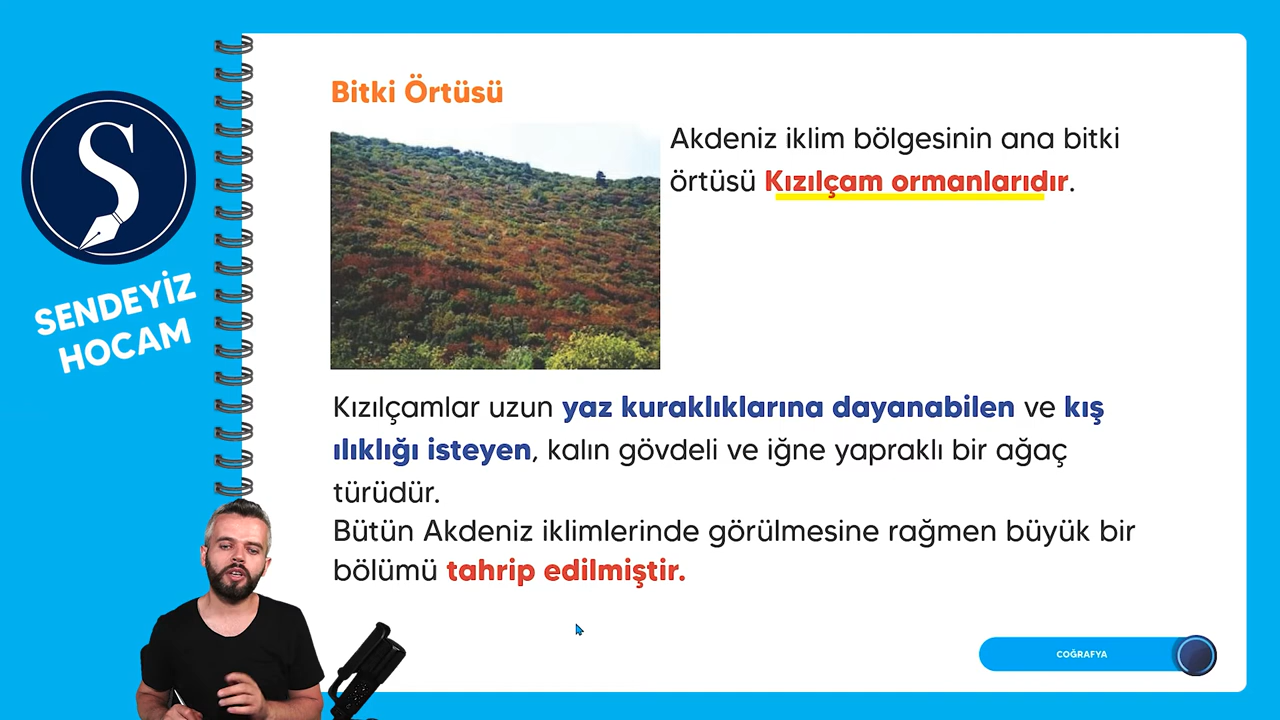 S
SENDEYİZ
HOCAM
Bitki Örtüsü
Akdeniz iklim bölgesinin ana bitki
örtüsü Kızılçam ormanlarıdır.
Kızılçamlar uzun yaz kuraklıklarına dayanabilen ve kış
ılıklığı isteyen, kalın gövdeli ve iğne yapraklı bir ağaç
türüdür.
Bütün Akdeniz iklimlerinde görülmesine rağmen büyük bir
bölümü tahrip edilmiştir.
COĞRAFYA